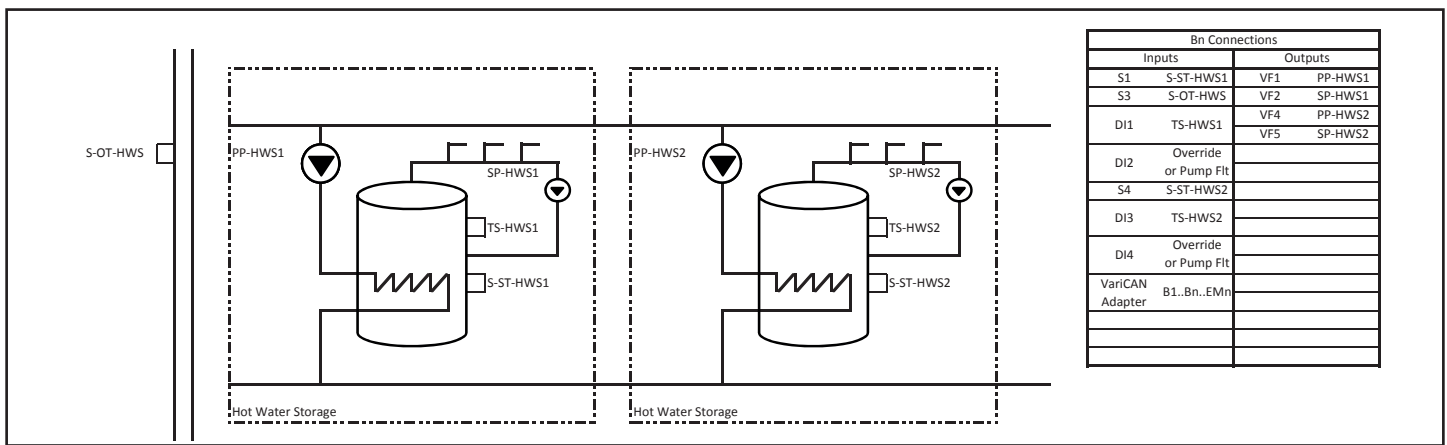 S-OT-HWS
PP-HWS1
SP-HWS1
TS-HWS1
S-ST-HWS1
Hot Water Storage
PP-HWS2
SP-HWS2
TS-HWS2
S-ST-HWS2
Hot Water Storage
Bn Connections
Inputs Outputs
S1 S-ST-HWS1 VF1 PP-HWS1
S3 S-OT-HWS VF2 SP-HWS1
DI1 TS-HWS1 VF4 PP-HWS2
VF5 SP-HWS2
DI2 Override
or Pump Flt
S4 S-ST-HWS2
DI3 TS-HWS2
DI4 Override
or Pump Flt
VariCAN
Adapter B1..Bn..EMn